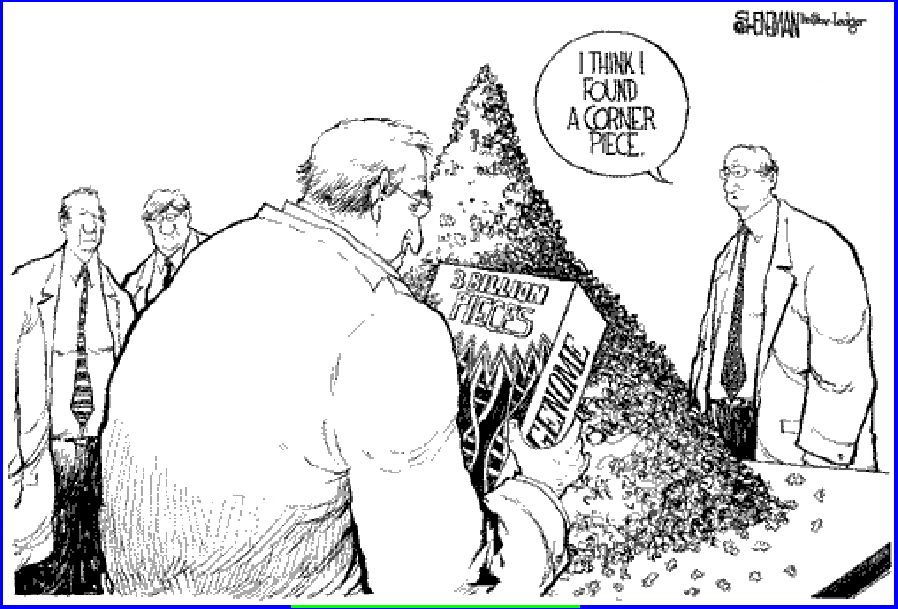 I THINK I
FOUND
A CORNER
PIECE.
3 BILLION
PIECES
GENOME